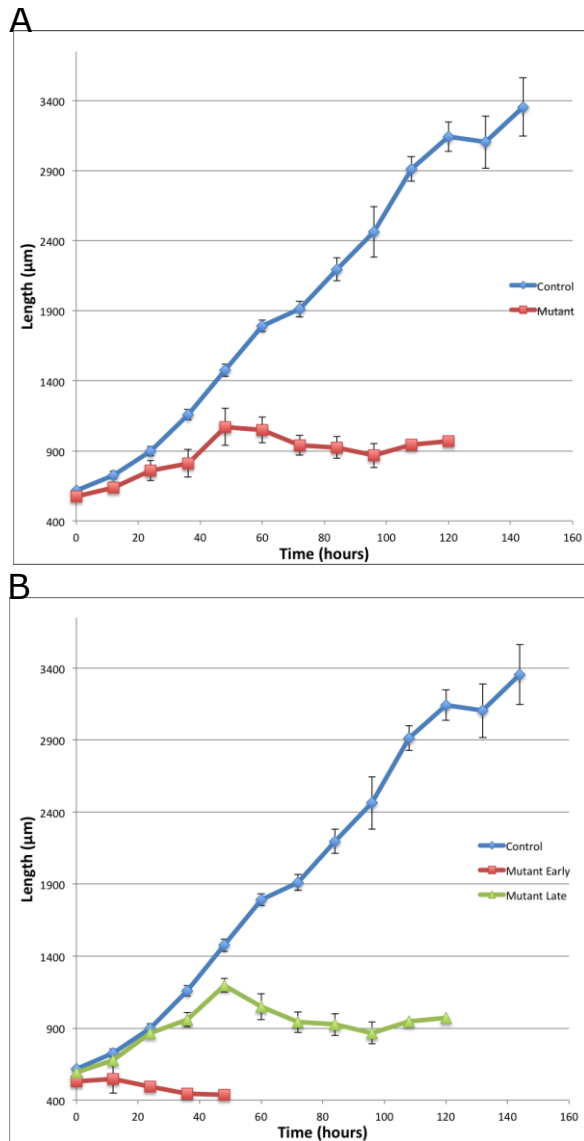 A
3400
2900
2400
1900
1400
900
400
Length (µm)
Control
Mutant
0 20 40 60 80 100 120 140 160
Time (hours)
B
3400
2900
2400
1900
1400
900
400
Length (µm)
Control
Mutant Early
Mutant Late
0 20 40 60 80 100 120 140 160
Time (hours)